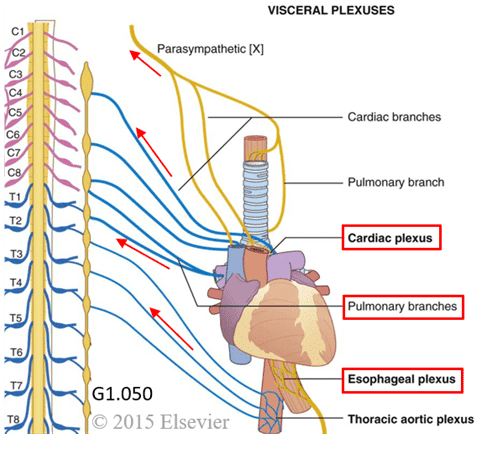 VISCERAL PLEXUSES
Parasympathetic [X]
Cardiac branches
Pulmonary branch
Cardiac plexus
Pulmonary branches
Esophageal plexus
Thoracic aortic plexus
C1
C2
C3
C4
C5
C6
C7
C8
T1
T2
T3
T4
T5
T6
T7
T8
G1.050
© 2015 Elsevier